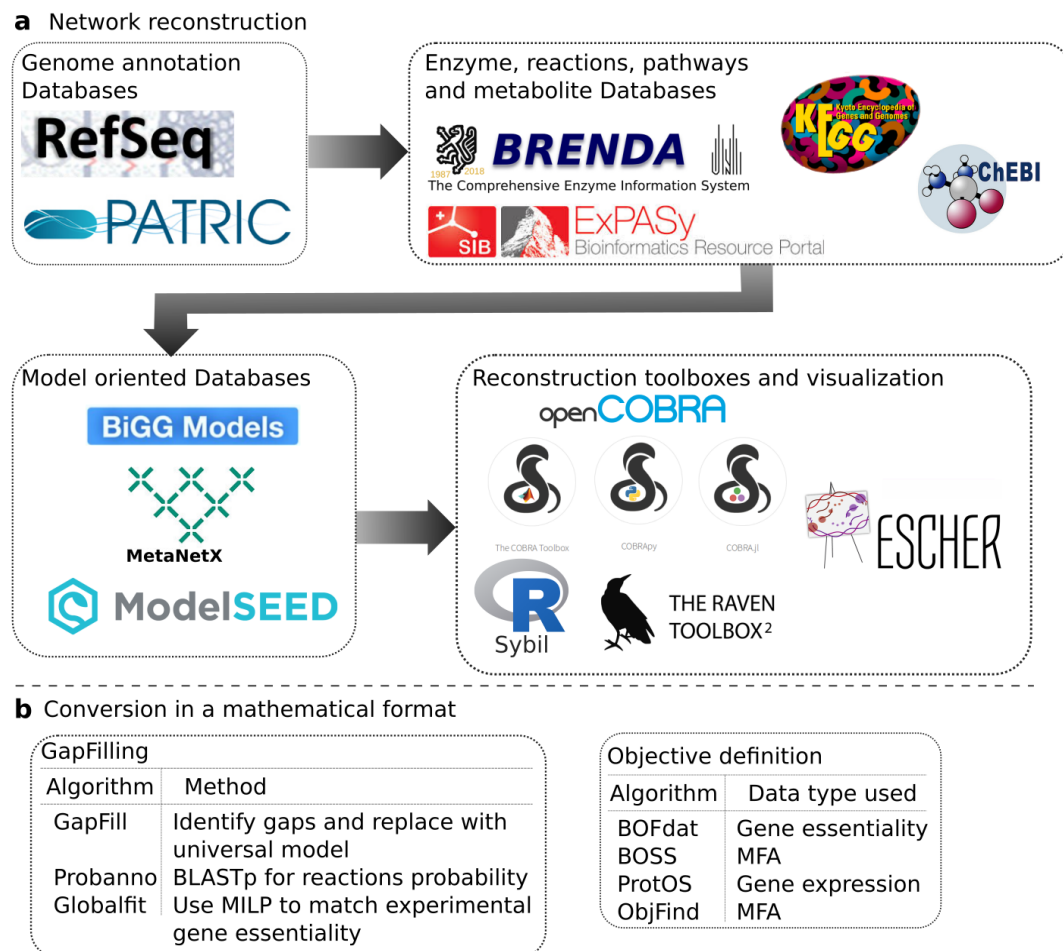 a Network reconstruction
Genome annotation
Databases
RefSeq
PATRIC
Enzyme, reactions, pathways
and metabolite Databases
1987 2018
BRENDA
The Comprehensive Enzyme Information System
KEGG
Kyoto Encyclopedia of
Genes and Genomes
ChEBI
SIB
ExPASy
Bioinformatics Resource Portal
Model oriented Databases
BiGG Models
MetaNetX
ModelSEED
Reconstruction toolboxes and visualization
openCOBRA
The COBRA Toolbox
COBRApy
COBRA.jl
ESCHER
R
Sybil
THE RAVEN
TOOLBOX²
b Conversion in a mathematical format
GapFilling
Algorithm Method
GapFill Identify gaps and replace with
universal model
Probanno BLASTp for reactions probability
Globalfit Use MILP to match experimental
gene essentiality
Objective definition
Algorithm Data type used
BOFdat Gene essentiality
BOSS MFA
ProtOS Gene expression
ObjFind MFA